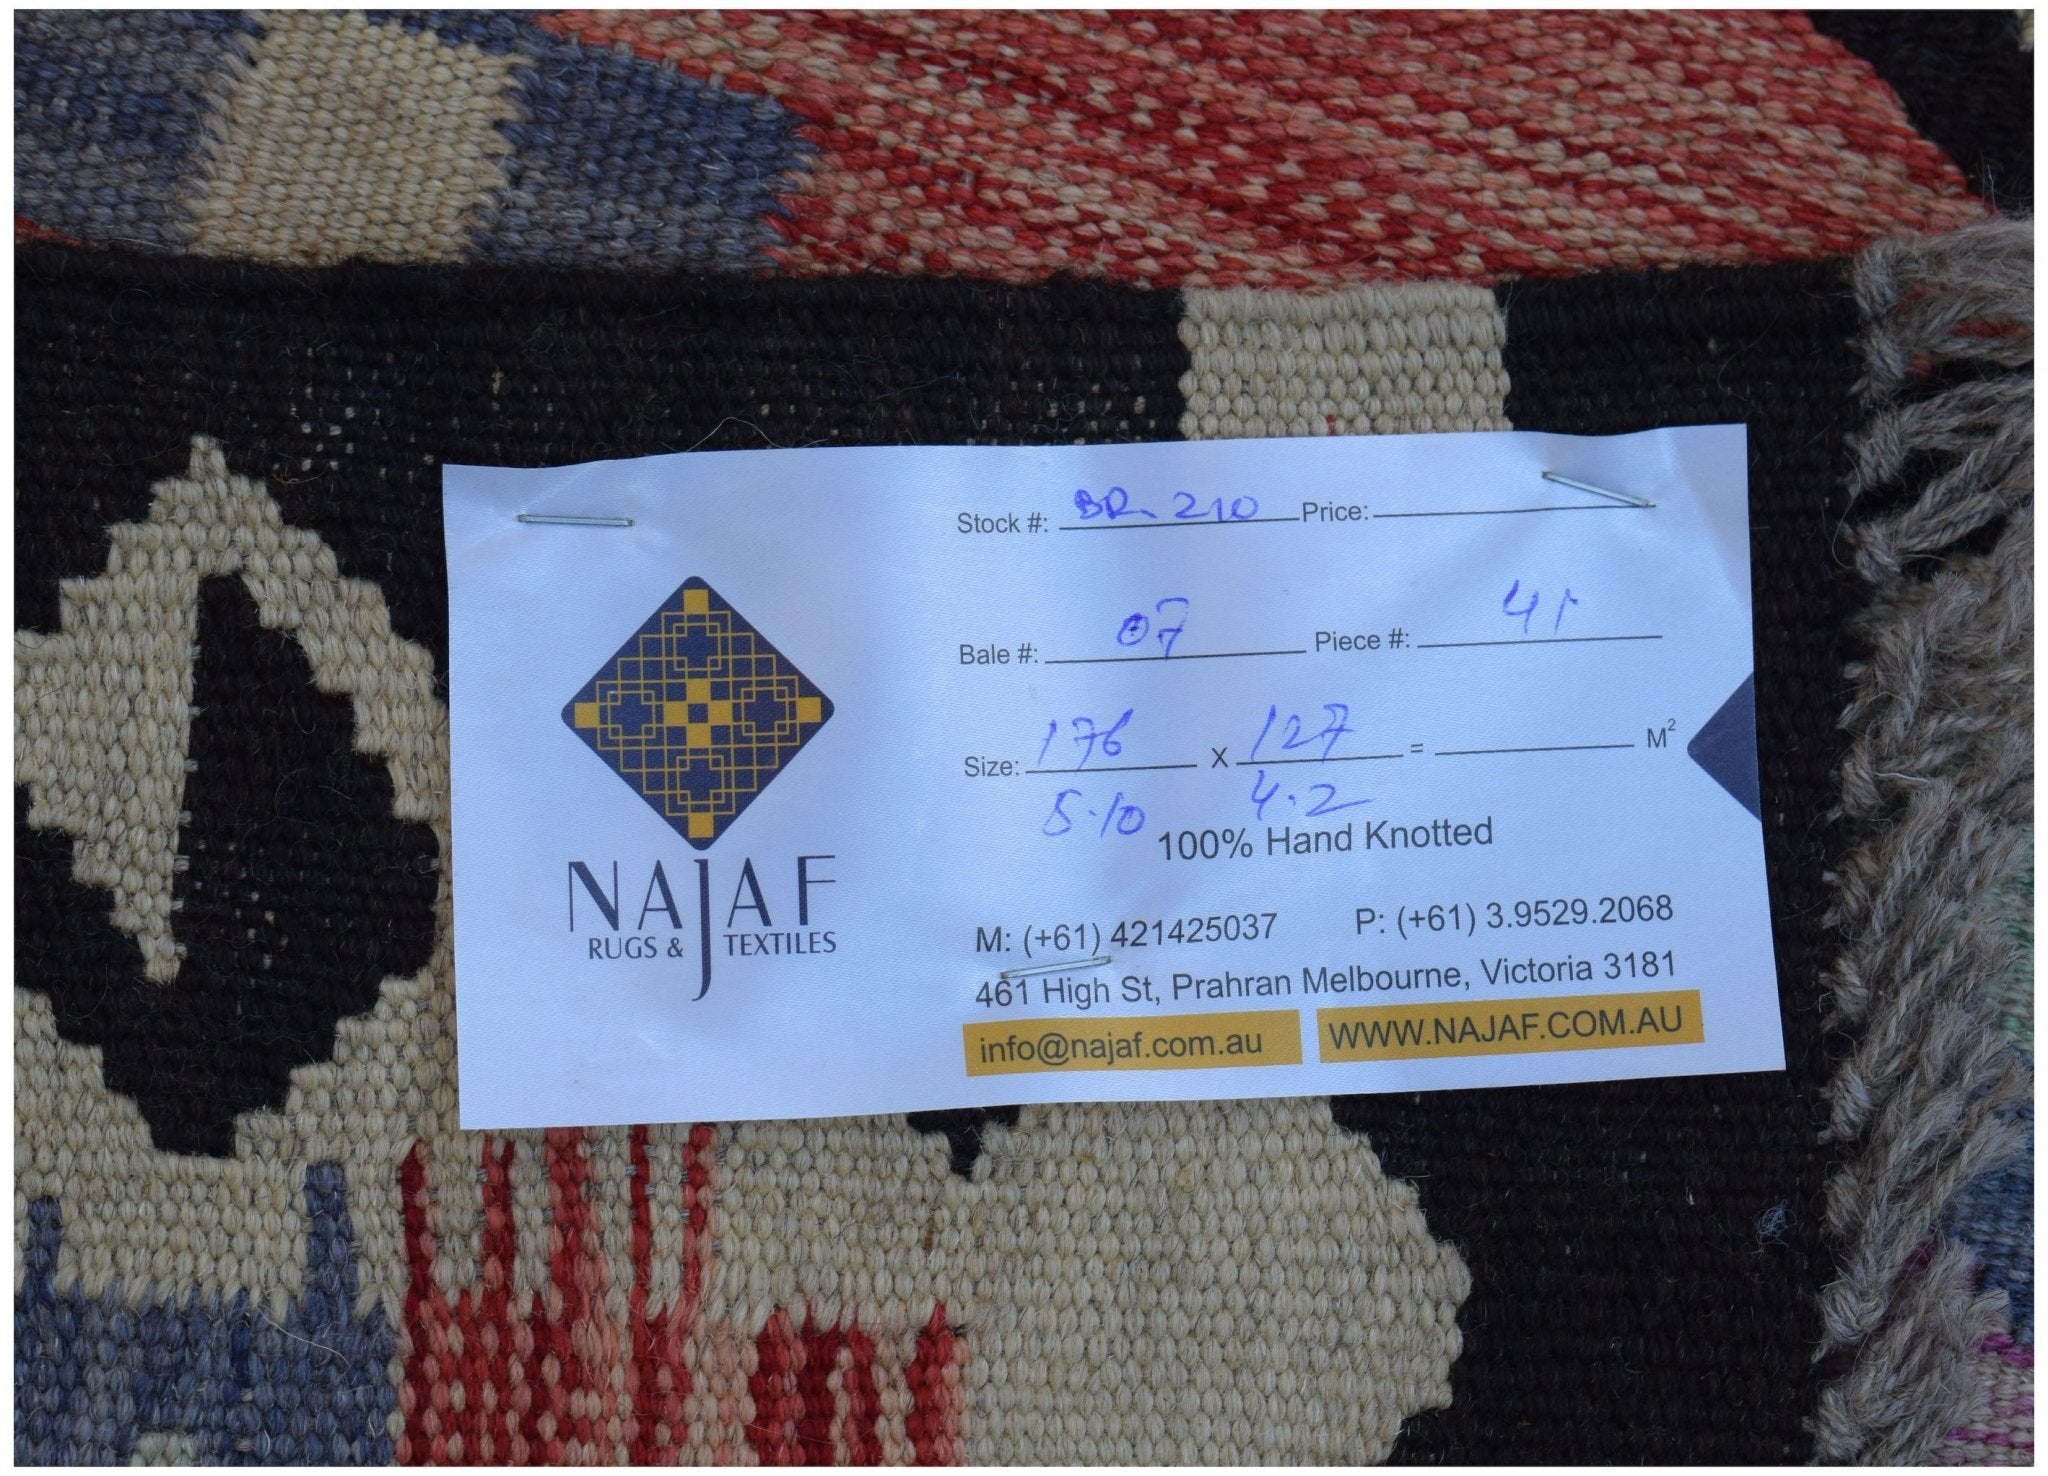 Stock #: BR-210 Price:
Bale #: 07 Piece #: 41
Size: 176 X 127 = M²
5.10 4.2
100% Hand Knotted
NAJAF
RUGS & TEXTILES
M: (+61) 421425037 P: (+61) 3.9529.2068
461 High St, Prahran Melbourne, Victoria 3181
info@najaf.com.au WWW.NAJAF.COM.AU